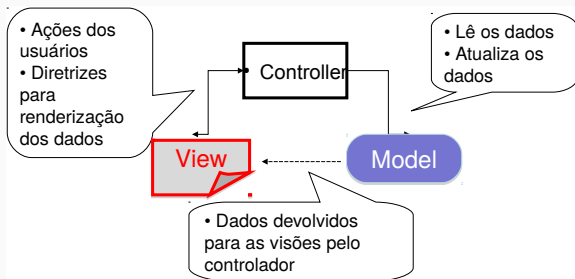 • Ações dos
usuários
• Diretrizes
para
renderização
dos dados
Controller
• Lê os dados
• Atualiza os
dados
View
Model
• Dados devolvidos
para as visões pelo
controlador